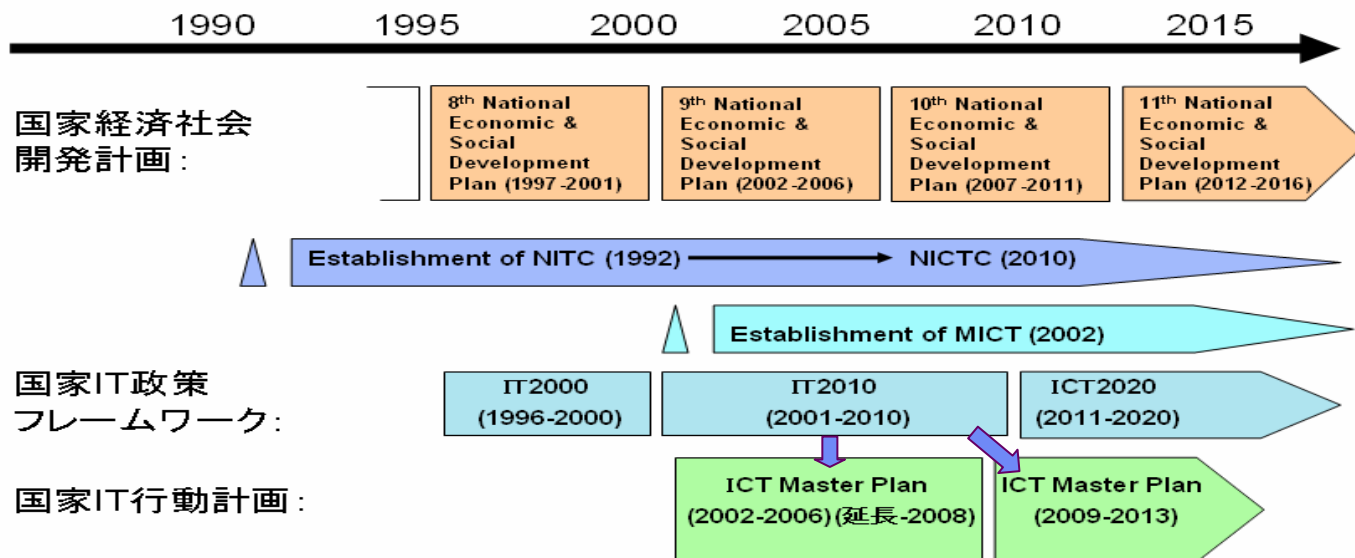 1990 1995 2000 2005 2010 2015
国家経済社会
開発計画:
8th National
Economic &
Social
Development
Plan (1997-2001)
9th National
Economic &
Social
Development
Plan (2002-2006)
10th National
Economic &
Social
Development
Plan (2007-2011)
11th National
Economic &
Social
Development
Plan (2012-2016)
Establishment of NITC (1992) NICTC (2010)
Establishment of MICT (2002)
国家IT政策
フレームワーク:
IT2000
(1996-2000)
IT2010
(2001-2010)
ICT2020
(2011-2020)
国家IT行動計画:
ICT Master Plan
(2002-2006)(延長-2008)
ICT Master Plan
(2009-2013)